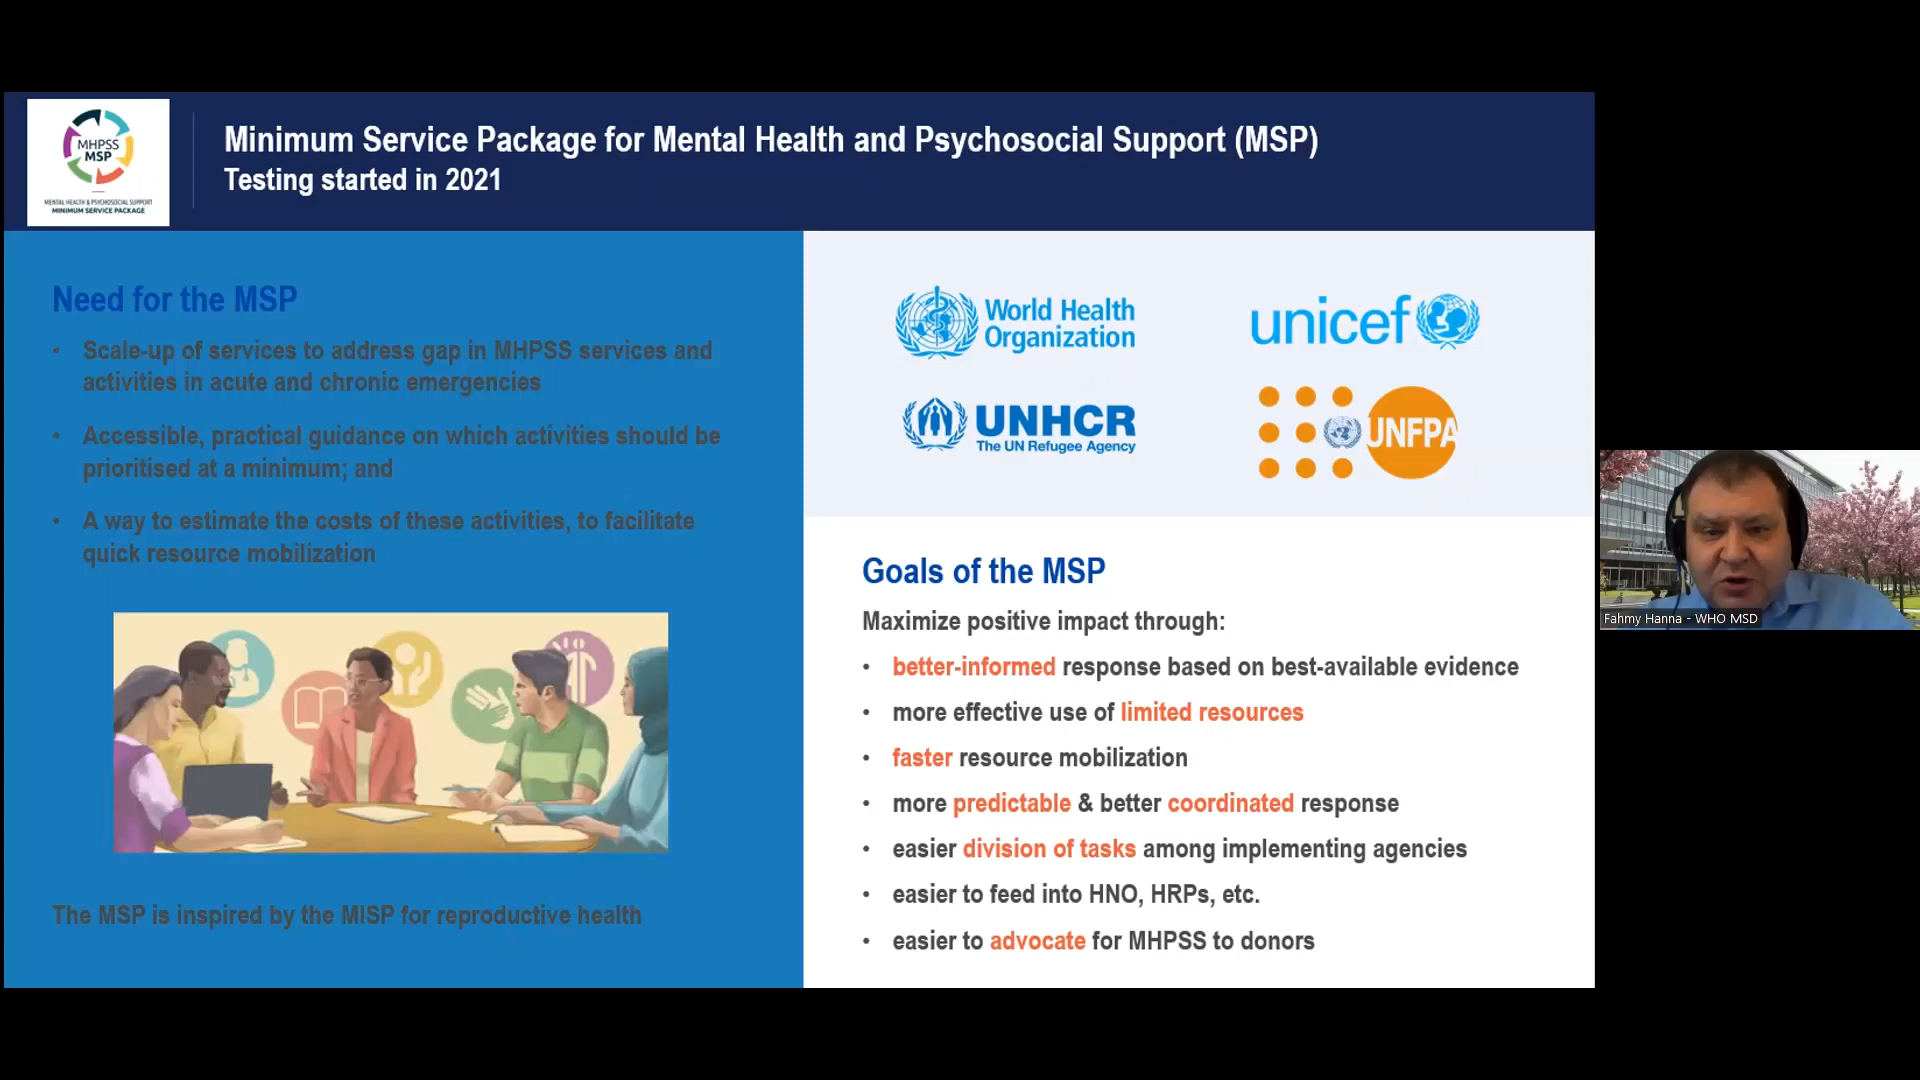 MHPSS
MSP
MENTAL HEALTH & PSYCHOSOCIAL SUPPORT
MINIMUM SERVICE PACKAGE
Minimum Service Package for Mental Health and Psychosocial Support (MSP)
Testing started in 2021
Need for the MSP
• Scale-up of services to address gap in MHPSS services and
activities in acute and chronic emergencies
• Accessible, practical guidance on which activities should be
prioritised at a minimum; and
• A way to estimate the costs of these activities, to facilitate
quick resource mobilization
The MSP is inspired by the MISP for reproductive health
World Health
Organization
unicef
UNHCR
The UN Refugee Agency
UNFPA
Goals of the MSP
Maximize positive impact through:
• better-informed response based on best-available evidence
• more effective use of limited resources
• faster resource mobilization
• more predictable & better coordinated response
• easier division of tasks among implementing agencies
• easier to feed into HNO, HRPs, etc.
• easier to advocate for MHPSS to donors
Fahmy Hanna - WHO MSD